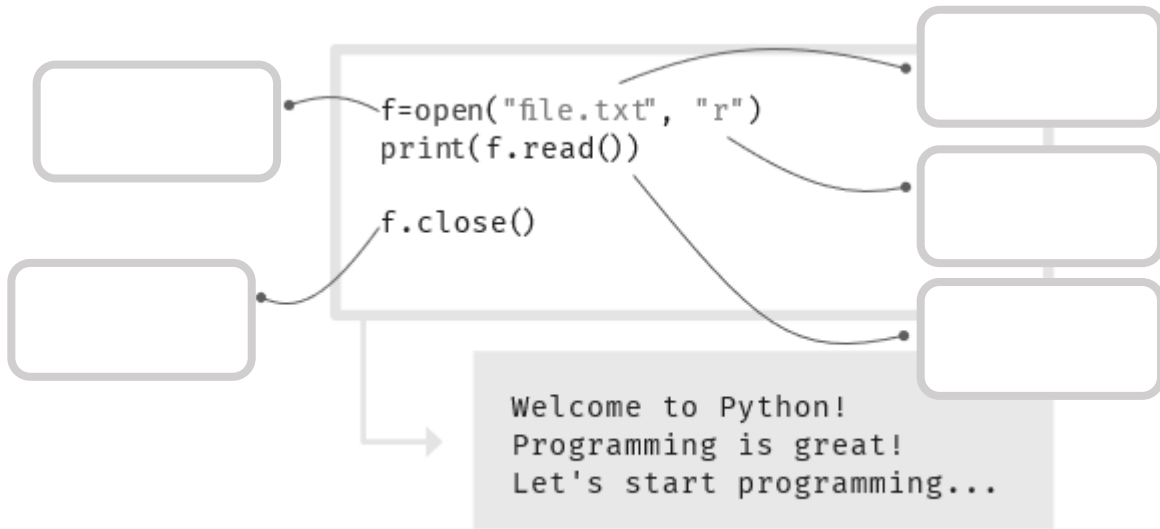 f=open("file.txt", "r")
print(f.read())
f.close()
Welcome to Python!
Programming is great!
Let's start programming...